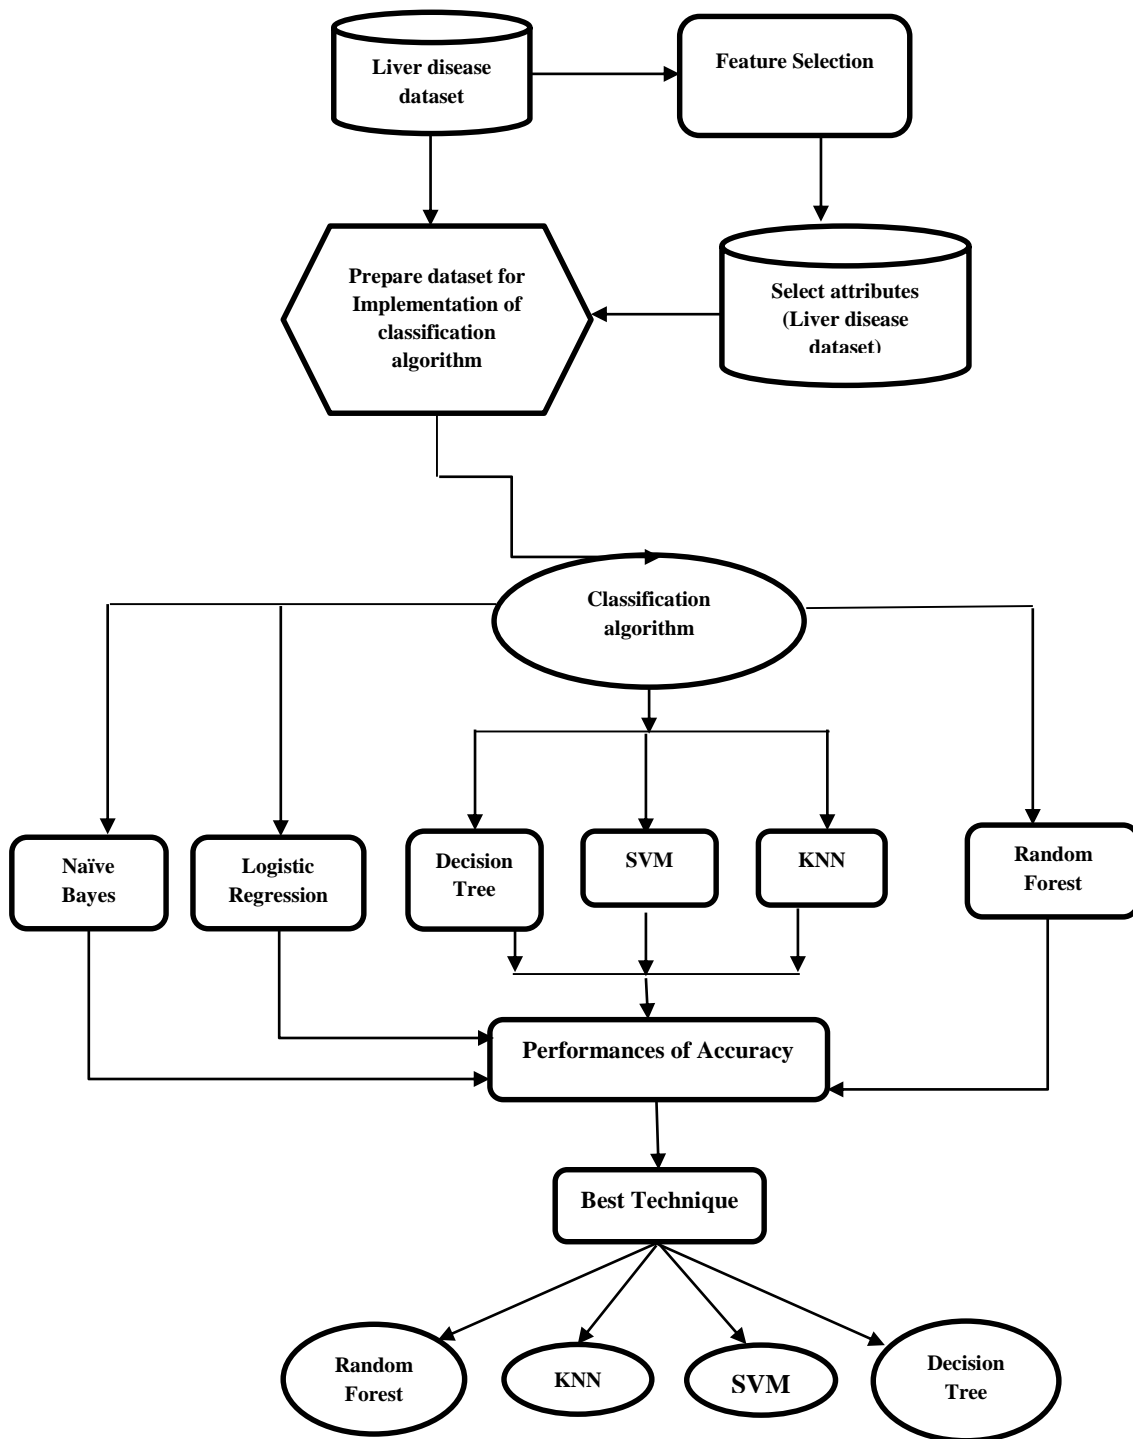 Liver disease
dataset
Feature Selection
Prepare dataset for
Implementation of
classification
algorithm
Select attributes
(Liver disease
dataset)
Classification
algorithm
Naïve
Bayes
Logistic
Regression
Decision
Tree
SVM
KNN
Random
Forest
Performances of Accuracy
Best Technique
Random
Forest
KNN
SVM
Decision
Tree